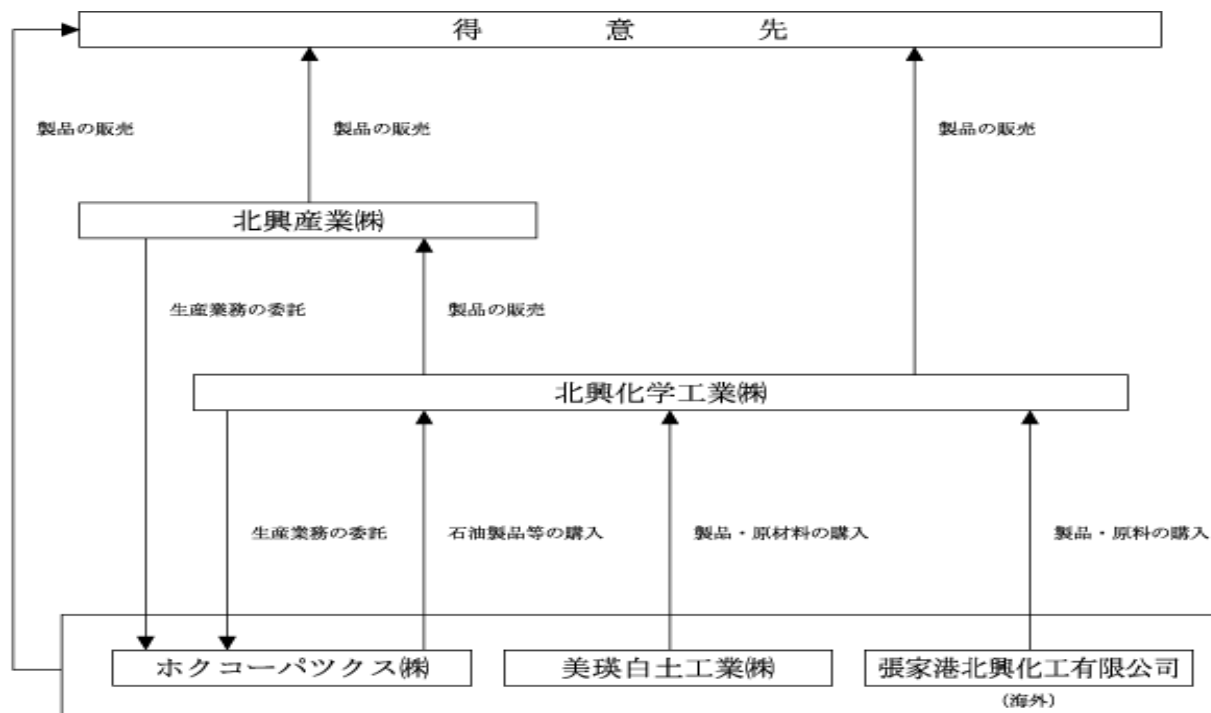 得意先
製品の販売
製品の販売
製品の販売
北興産業㈱
生産業務の委託
製品の販売
北興化学工業㈱
生産業務の委託
石油製品等の購入
製品・原材料の購入
製品・原料の購入
ホクコーパツクス㈱
美瑛白土工業㈱
張家港北興化工有限公司
(海外)